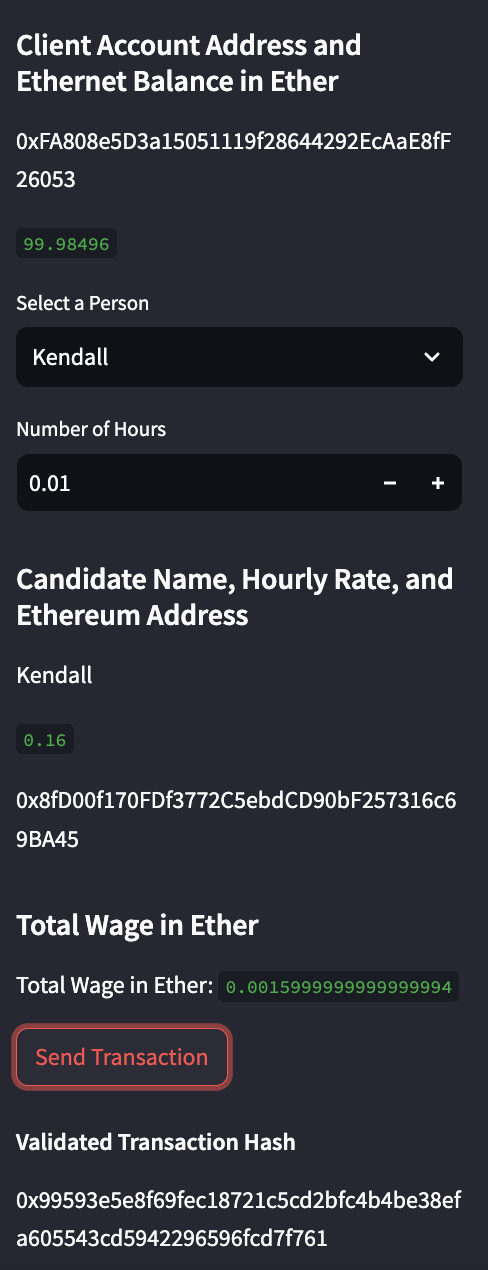 Client Account Address and
Ethernet Balance in Ether
0xFA808e5D3a15051119f28644292EcAaE8fF
26053
99.98496
Select a Person
Kendall
Number of Hours
0.01
Candidate Name, Hourly Rate, and
Ethereum Address
Kendall
0.16
0x8fD00f170FDf3772C5ebdCD90bF257316c6
9BA45
Total Wage in Ether
Total Wage in Ether: 0.0015999999999999994
Send Transaction
Validated Transaction Hash
0x99593e5e8f69fec18721c5cd2bfc4b4be38ef
a605543cd5942296596fcd7f761